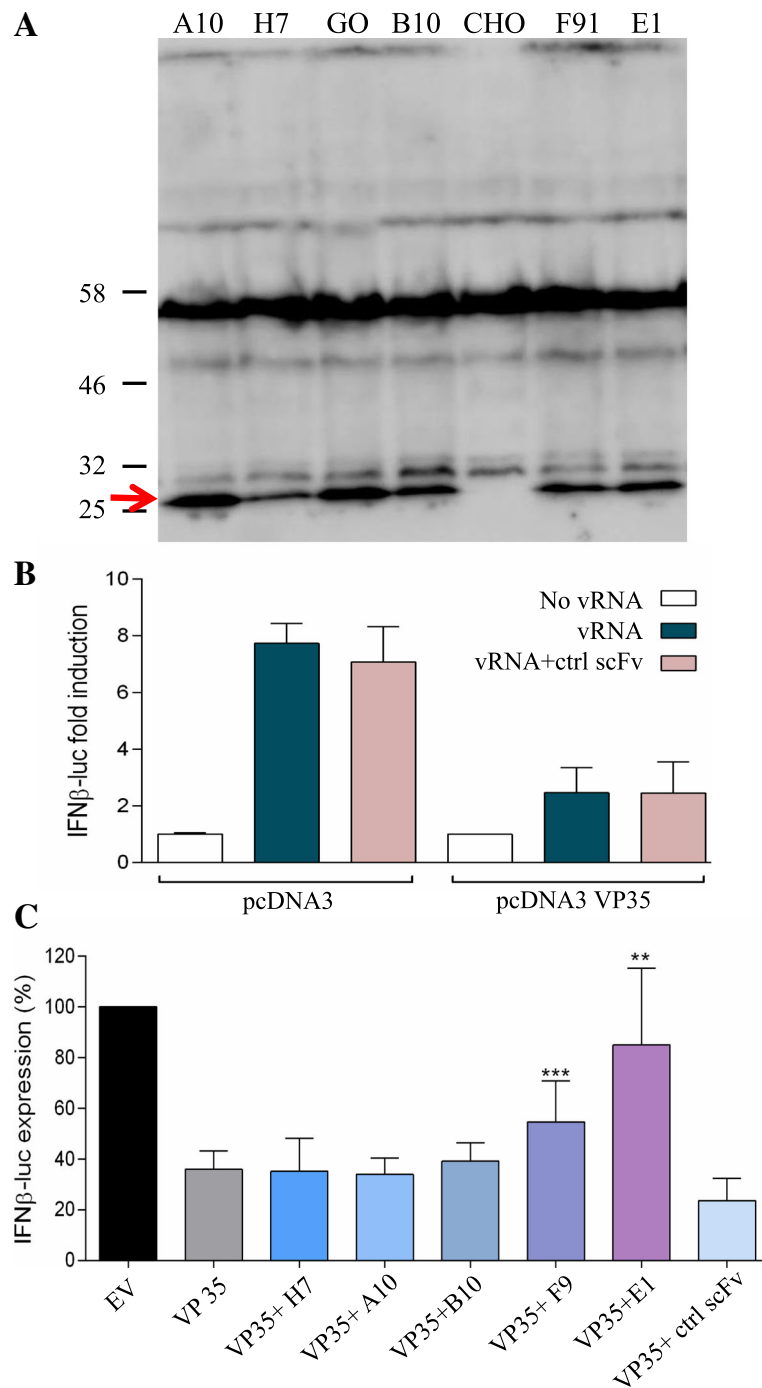 A
A10 H7 GO B10 CHO F91 E1
58
46
32
25
B
IFNβ-luc fold induction
10
8
6
4
2
0
No vRNA
vRNA
vRNA+ctrl scFv
pcDNA3
pcDNA3 VP35
C
IFNβ-luc expression (%)
120
100
80
60
40
20
0
***
**
EV
VP 35
VP35+ H7
VP35+ A10
VP35+B10
VP35+ F9
VP35+E1
VP35+ ctrl scFv